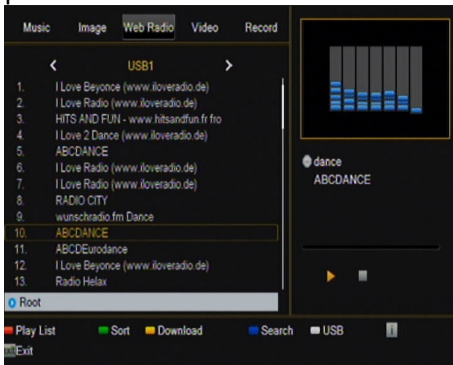 Music Image Web Radio Video Record
USB1
1. I Love Beyonce (www.iloveradio.de)
2. I Love Radio (www.iloveradio.de)
3. HITS AND FUN - www.hitsandfun.fr fro
4. I Love 2 Dance (www.iloveradio.de)
5. ABCDANCE
6. I Love Radio (www.iloveradio.de)
7. I Love Radio (www.iloveradio.de)
8. RADIO CITY
9. wunschradio.fm Dance
10. ABCDANCE
11. ABCDEurodance
12. I Love Beyonce (www.iloveradio.de)
13. Radio Helax
Root
dance
ABCDANCE
Play List Sort Download Search USB i
Exit